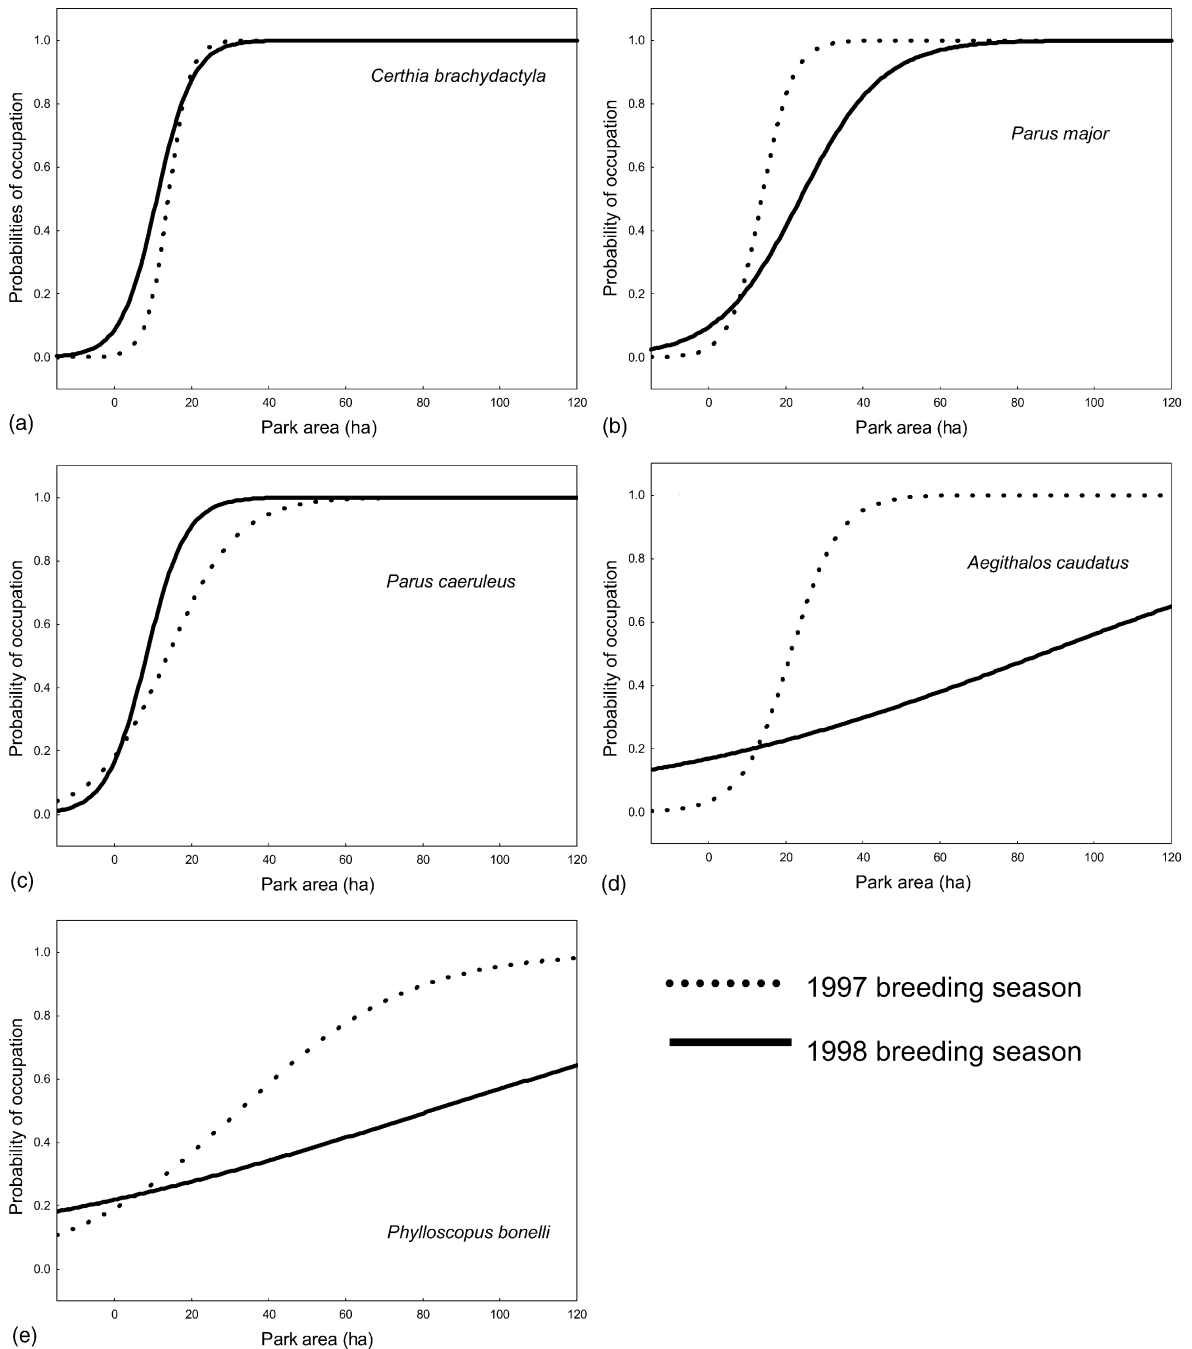 1.0
0.8
0.6
0.4
0.2
0.0
Probabilities of occupation
Certhia brachydactyla
0 20 40 60 80 100 120
Park area (ha)
(a)
1.0
0.8
0.6
0.4
0.2
0.0
Probability of occupation
Parus major
0 20 40 60 80 100 120
Park area (ha)
(b)
1.0
0.8
0.6
0.4
0.2
0.0
Probability of occupation
Parus caeruleus
0 20 40 60 80 100 120
Park area (ha)
(c)
1.0
0.8
0.6
0.4
0.2
0.0
Probability of occupation
Aegithalos caudatus
0 20 40 60 80 100 120
Park area (ha)
(d)
1.0
0.8
0.6
0.4
0.2
0.0
Probability of occupation
Phylloscopus bonelli
0 20 40 60 80 100 120
Park area (ha)
(e)
1997 breeding season
1998 breeding season